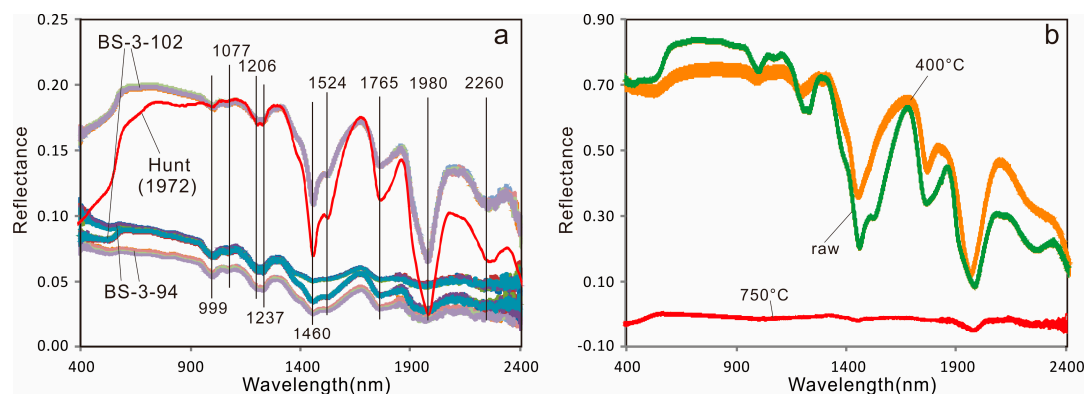 a
0.25
0.20
0.15
0.10
0.05
0.00
Reflectance
BS-3-102
Hunt
(1972)
BS-3-94
1077
1206
1524
1765
1980
2260
999
1237
1460
400
900
1400
1900
2400
Wavelength(nm)
b
0.90
0.70
0.50
0.30
0.10
-0.10
Reflectance
400°C
raw
750°C
400
900
1400
1900
2400
Wavelength(nm)